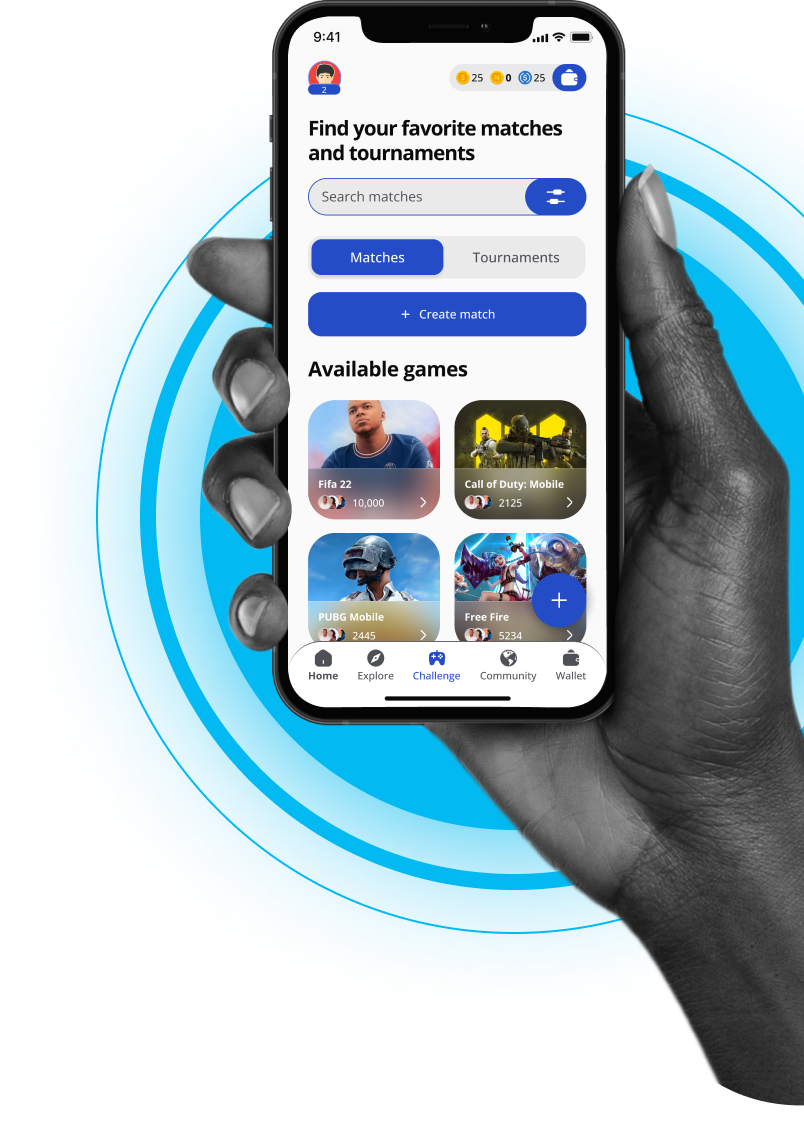 9:41
2
25
0
25
Find your favorite matches
and tournaments
Search matches
Matches
Tournaments
+ Create match
Available games
Fifa 22
10,000
Call of Duty: Mobile
2125
PUBG Mobile
2445
Free Fire
5234
Home
Explore
Challenge
Community
Wallet